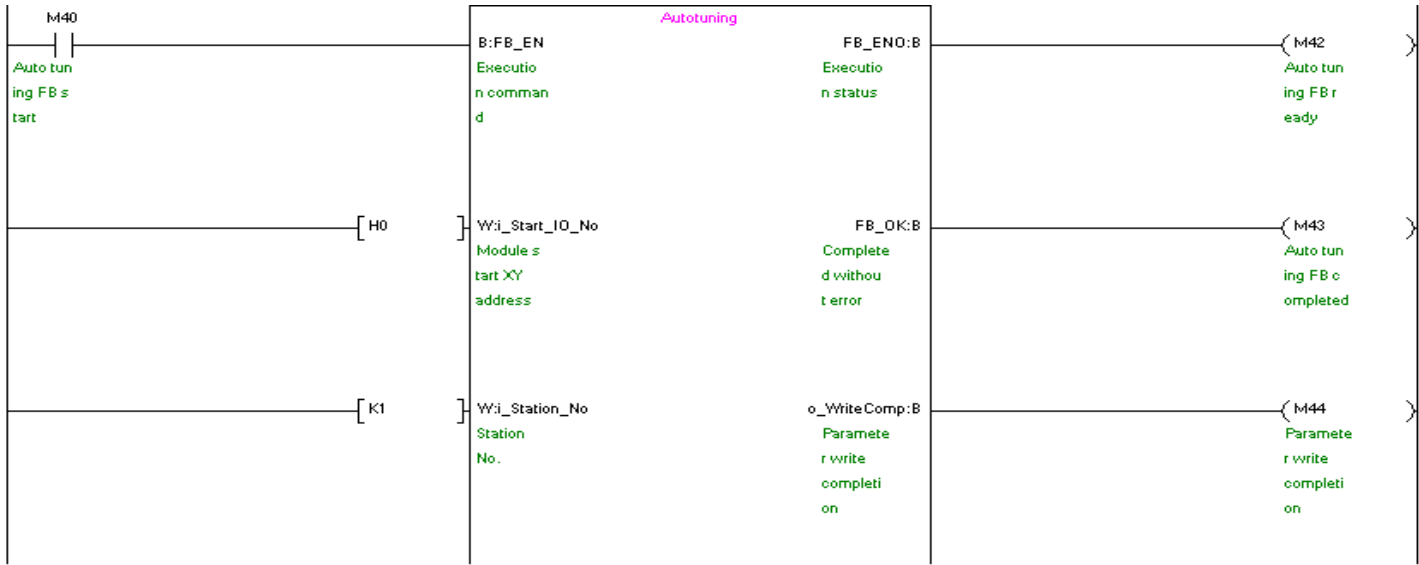 M40
Autotuning
B:FB_EN
FB_ENO:B
M42
Auto tun
ing FB s
tart
Executio
n comman
d
Executio
n status
Auto tun
ing FB r
eady
H0
W:i_Start_IO_No
FB_OK:B
M43
Module s
tart XY
address
Complete
d withou
t error
Auto tun
ing FB c
ompleted
K1
W:i_Station_No
o_WriteComp:B
M44
Station
No.
Paramete
r write
completi
on
Paramete
r write
completi
on